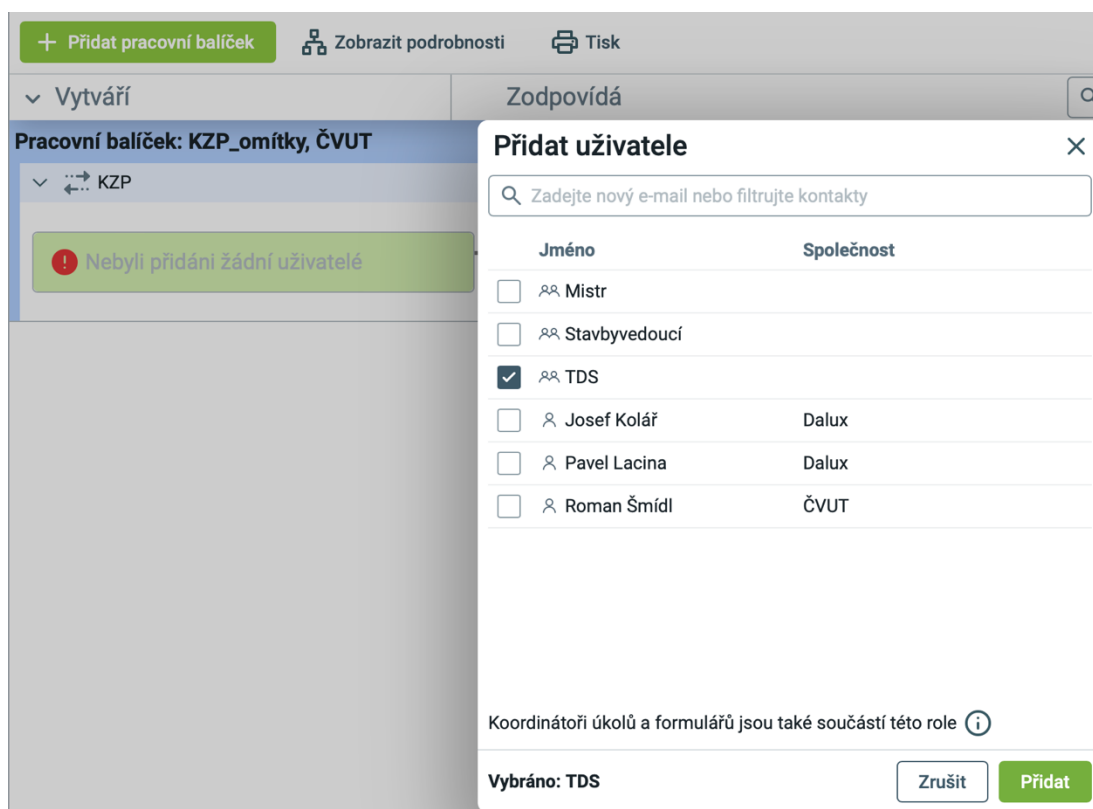 Přidat pracovní balíček Zobrazit podrobnosti Tisk
Vytváří Zodpovídá
Pracovní balíček: KZP_omítky, ČVUT
KZP
Nebyli přidáni žádní uživatelé
Přidat uživatele
Zadejte nový e-mail nebo filtrujte kontakty
Jméno Společnost
Mistr
Stavbyvedoucí
TDS
Josef Kolář Dalux
Pavel Lacina Dalux
Roman Šmídl ČVUT
Koordinátoři úkolů a formulářů jsou také součástí této role
Vybráno: TDS Zrušit Přidat